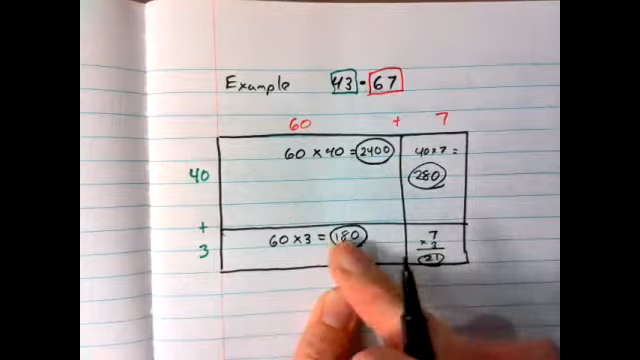 Example 43 · 67
60 + 7
60 × 40 = 2400
40 × 7 =
280
40
+
3
60 × 3 = 180
7
× 3
21